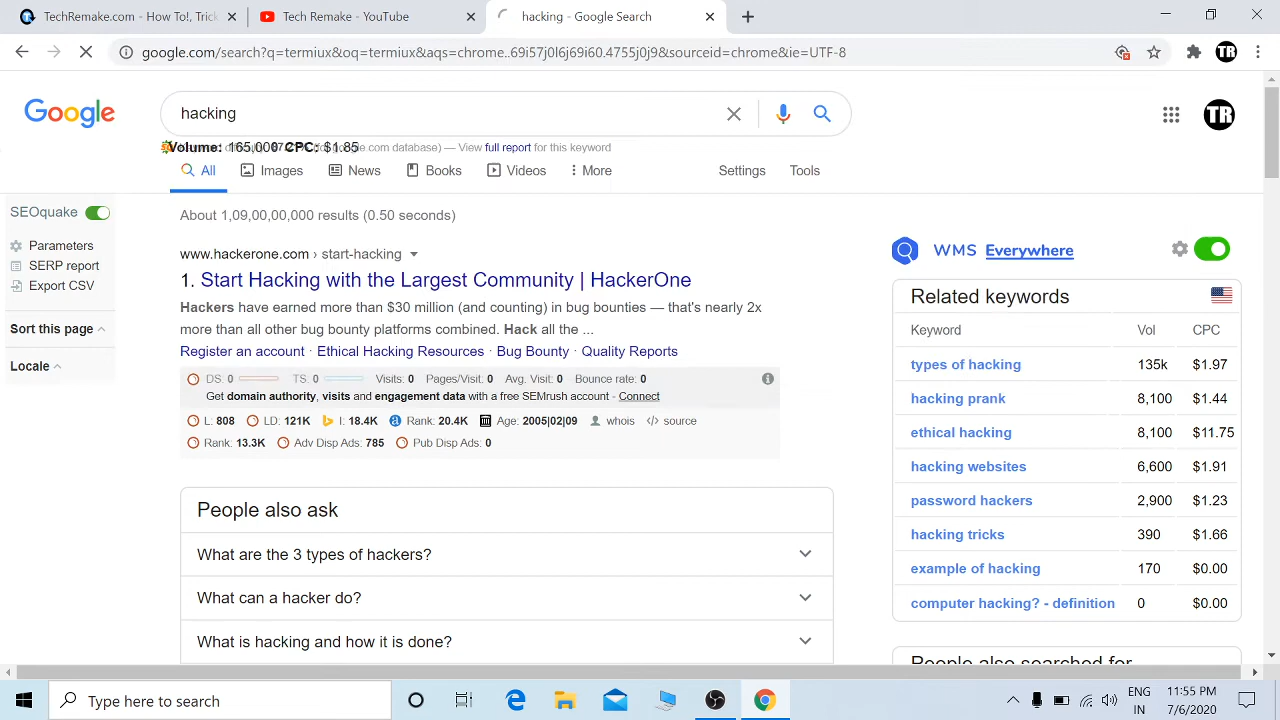 TechRemake.com - How To!, Trick
Tech Remake - YouTube
hacking - Google Search
google.com/search?q=termiux&oq=termiux&aqs=chrome..69i57j0l6j69i60.4755j0j9&sourceid=chrome&ie=UTF-8
TR
Google
hacking
TR
Volume: 165,000 CPC: $1.85
.com database) — View full report for this keyword
All Images News Books Videos More Settings Tools
SEOquake
Parameters
SERP report
Export CSV
Sort this page
Locale
About 1,09,00,00,000 results (0.50 seconds)
www.hackerone.com › start-hacking
1. Start Hacking with the Largest Community | HackerOne
Hackers have earned more than $30 million (and counting) in bug bounties — that's nearly 2x
more than all other bug bounty platforms combined. Hack all the ...
Register an account · Ethical Hacking Resources · Bug Bounty · Quality Reports
DS: 0 TS: 0 Visits: 0 Pages/Visit: 0 Avg. Visit: 0 Bounce rate: 0
Get domain authority, visits and engagement data with a free SEMrush account - Connect
L: 808 LD: 121K I: 18.4K Rank: 20.4K Age: 2005|02|09 whois </> source
Rank: 13.3K Adv Disp Ads: 785 Pub Disp Ads: 0
People also ask
What are the 3 types of hackers?
What can a hacker do?
What is hacking and how it is done?
WMS Everywhere
Related keywords
Keyword Vol CPC
types of hacking 135k $1.97
hacking prank 8,100 $1.44
ethical hacking 8,100 $11.75
hacking websites 6,600 $1.91
password hackers 2,900 $1.23
hacking tricks 390 $1.66
example of hacking 170 $0.00
computer hacking? - definition 0 $0.00
People also searched for
Type here to search
ENG
IN
11:55 PM
7/6/2020